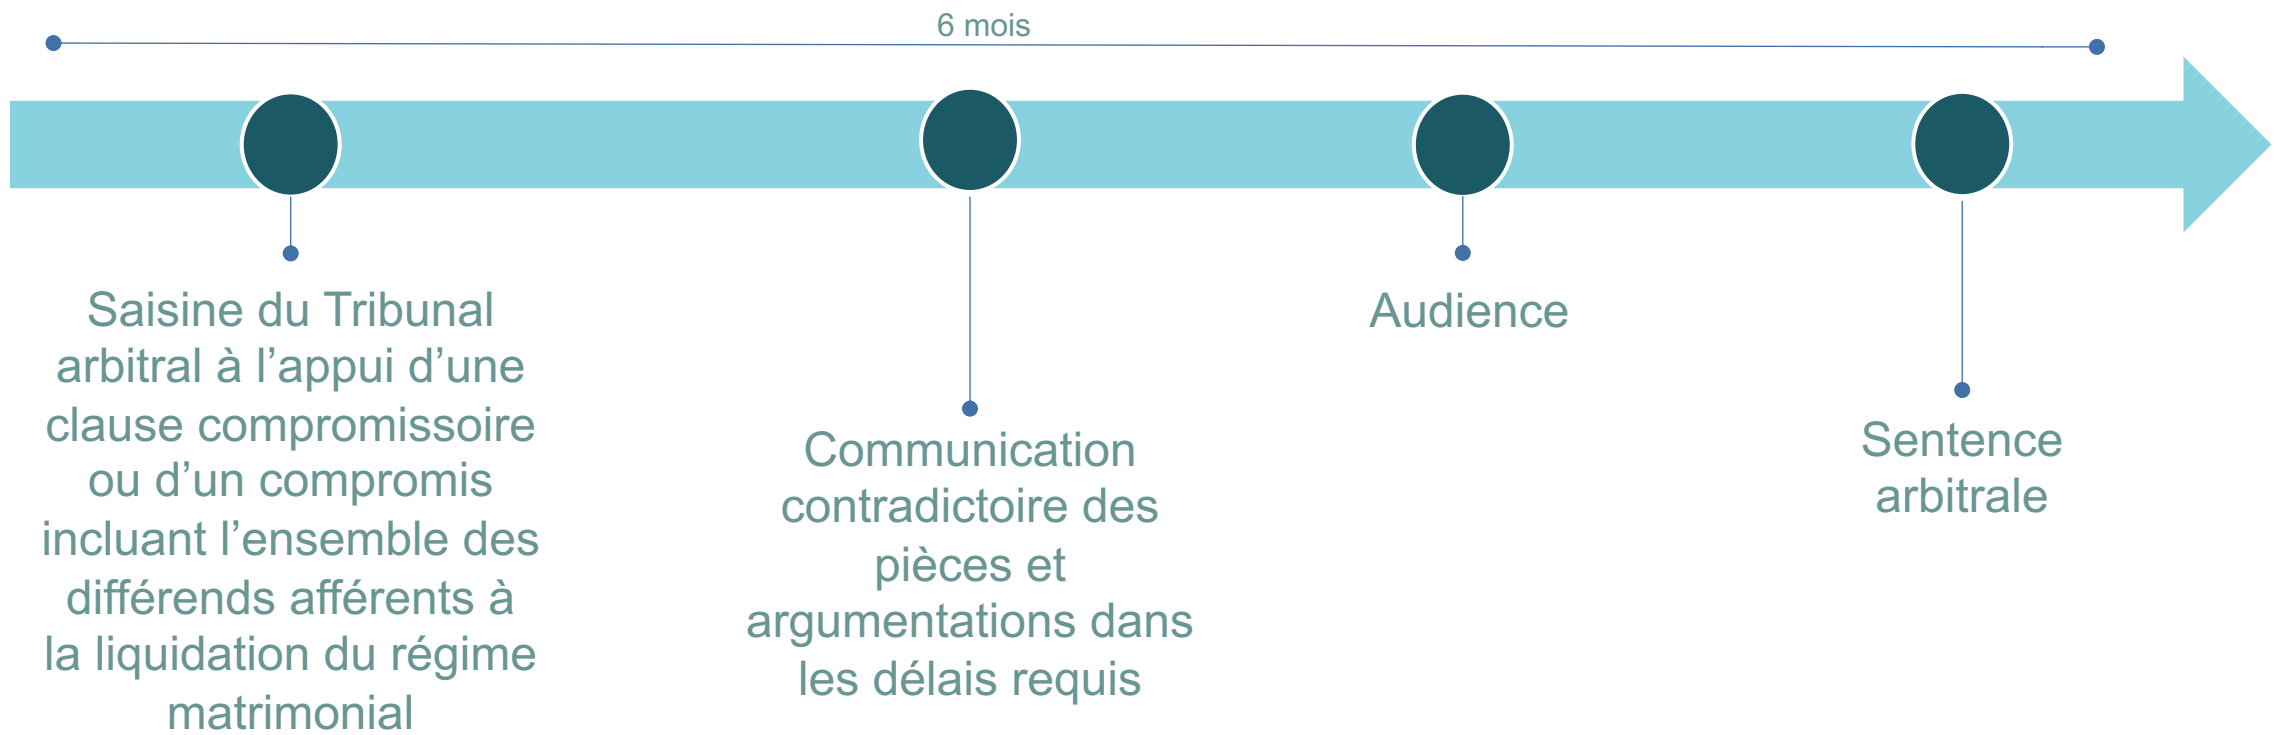 6 mois
Saisine du Tribunal
arbitral à l’appui d’une
clause compromissoire
ou d’un compromis
incluant l’ensemble des
différends afférents à
la liquidation du régime
matrimonial
Communication
contradictoire des
pièces et
argumentations dans
les délais requis
Audience
Sentence
arbitrale